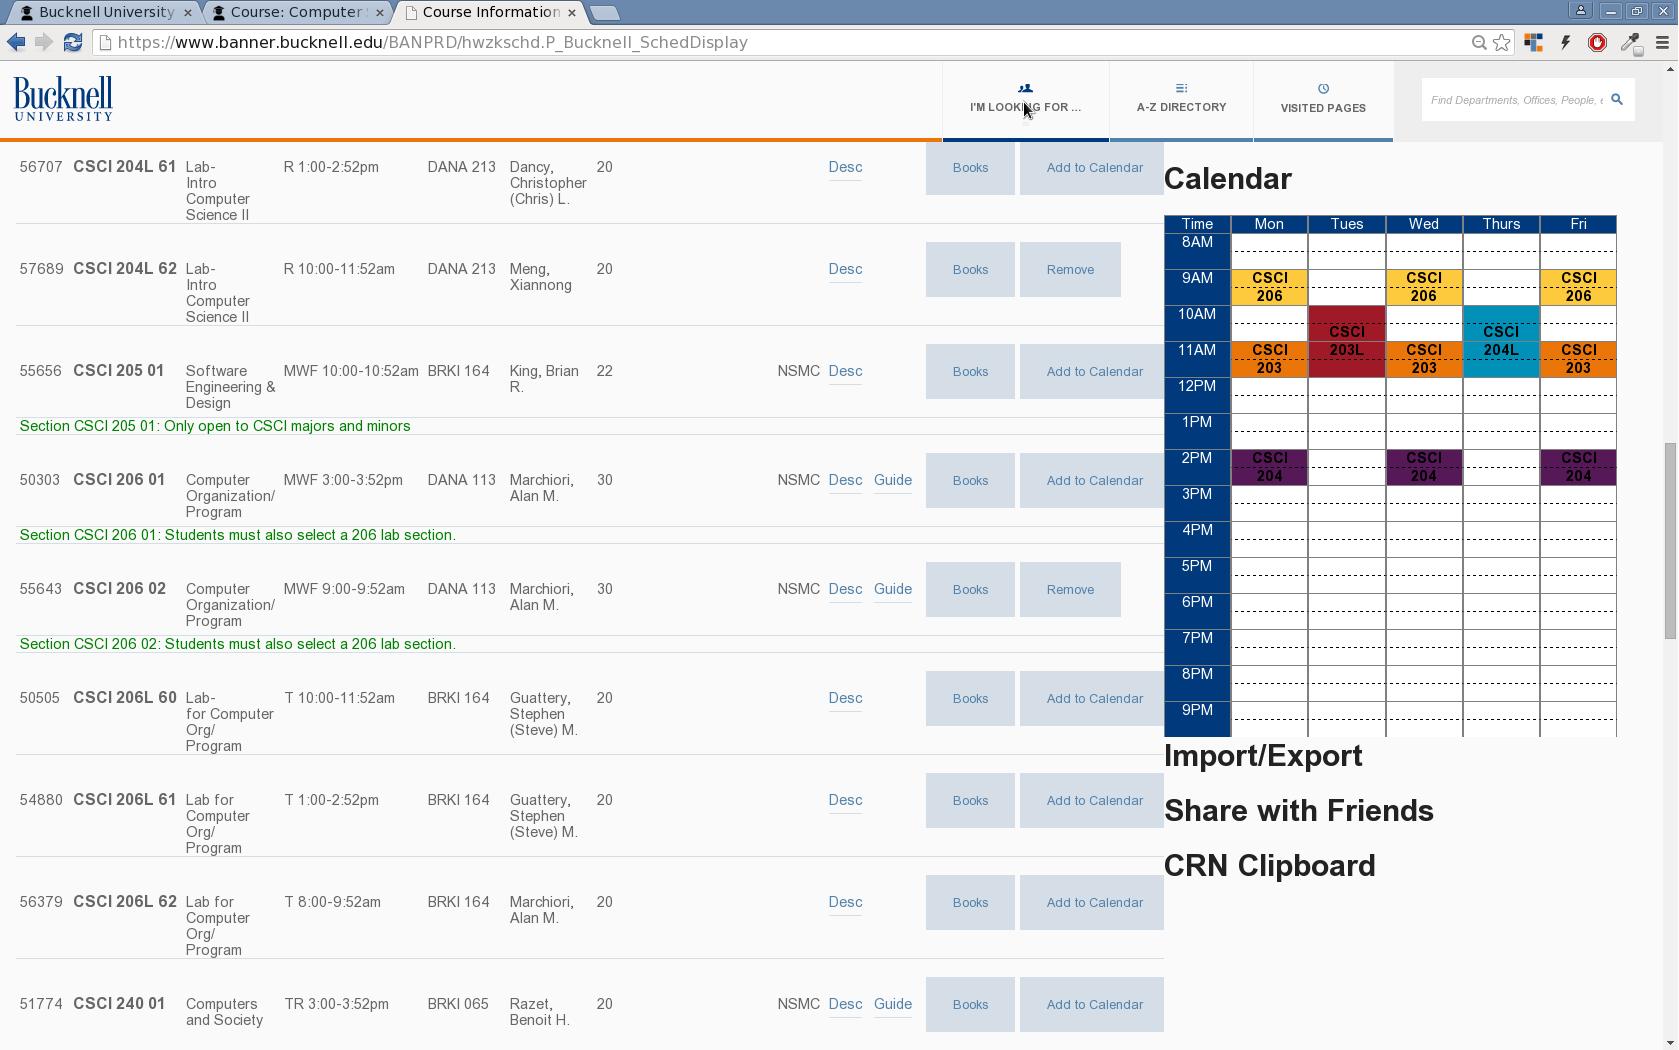 Bucknell University
Course: Computer S
Course Information
https://www.banner.bucknell.edu/BANPRD/hwzkschd.P_Bucknell_SchedDisplay
Bucknell
UNIVERSITY
I'M LOOKING FOR ...
A-Z DIRECTORY
VISITED PAGES
Find Departments, Offices, People, e
56707 CSCI 204L 61 Lab- R 1:00-2:52pm DANA 213 Dancy, 20 Desc Books Add to Calendar
Intro Christopher
Computer (Chris) L.
Science II
57689 CSCI 204L 62 Lab- R 10:00-11:52am DANA 213 Meng, 20 Desc Books Remove
Intro Xiannong
Computer
Science II
55656 CSCI 205 01 Software MWF 10:00-10:52am BRKI 164 King, Brian 22 NSMC Desc Books Add to Calendar
Engineering & R.
Design
Section CSCI 205 01: Only open to CSCI majors and minors
50303 CSCI 206 01 Computer MWF 3:00-3:52pm DANA 113 Marchiori, 30 NSMC Desc Guide Books Add to Calendar
Organization/ Alan M.
Program
Section CSCI 206 01: Students must also select a 206 lab section.
55643 CSCI 206 02 Computer MWF 9:00-9:52am DANA 113 Marchiori, 30 NSMC Desc Guide Books Remove
Organization/ Alan M.
Program
Section CSCI 206 02: Students must also select a 206 lab section.
50505 CSCI 206L 60 Lab- T 10:00-11:52am BRKI 164 Guattery, 20 Desc Books Add to Calendar
for Computer Stephen
Org/ (Steve) M.
Program
54880 CSCI 206L 61 Lab for T 1:00-2:52pm BRKI 164 Guattery, 20 Desc Books Add to Calendar
Computer Stephen
Org/ (Steve) M.
Program
56379 CSCI 206L 62 Lab for T 8:00-9:52am BRKI 164 Marchiori, 20 Desc Books Add to Calendar
Computer Alan M.
Org/
Program
51774 CSCI 240 01 Computers TR 3:00-3:52pm BRKI 065 Razet, 20 NSMC Desc Guide Books Add to Calendar
and Society Benoit H.
Calendar
Time Mon Tues Wed Thurs Fri
8AM
9AM CSCI CSCI CSCI
206 206 206
10AM
CSCI CSCI
11AM CSCI 203L CSCI 204L CSCI
203 203 203
12PM
1PM
2PM CSCI CSCI CSCI
204 204 204
3PM
4PM
5PM
6PM
7PM
8PM
9PM
Import/Export
Share with Friends
CRN Clipboard